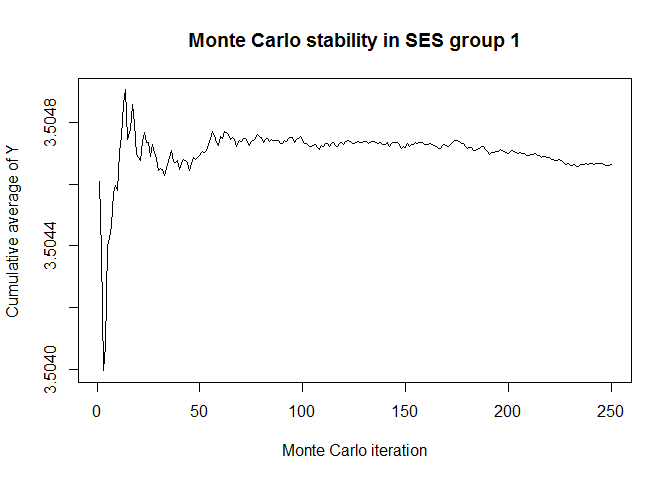 Monte Carlo stability in SES group 1
Cumulative average of Y
3.5048
3.5044
3.5040
0 50 100 150 200 250
Monte Carlo iteration